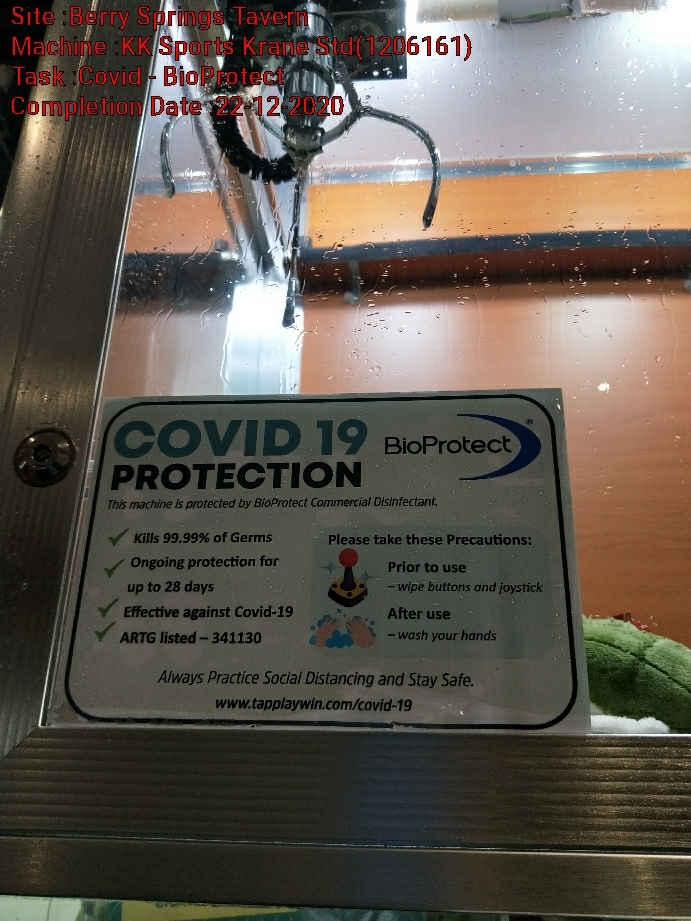 Site :Berry Springs Tavern
Machine :KK Sports Krane Std(1206161)
Task :Covid - BioProtect
Completion Date :22-12-2020
COVID 19
PROTECTION
BioProtect®
This machine is protected by BioProtect Commercial Disinfectant.
Kills 99.99% of Germs
Ongoing protection for
up to 28 days
Effective against Covid-19
ARTG listed – 341130
Please take these Precautions:
Prior to use
– wipe buttons and joystick
After use
– wash your hands
Always Practice Social Distancing and Stay Safe.
www.tapplaywin.com/covid-19